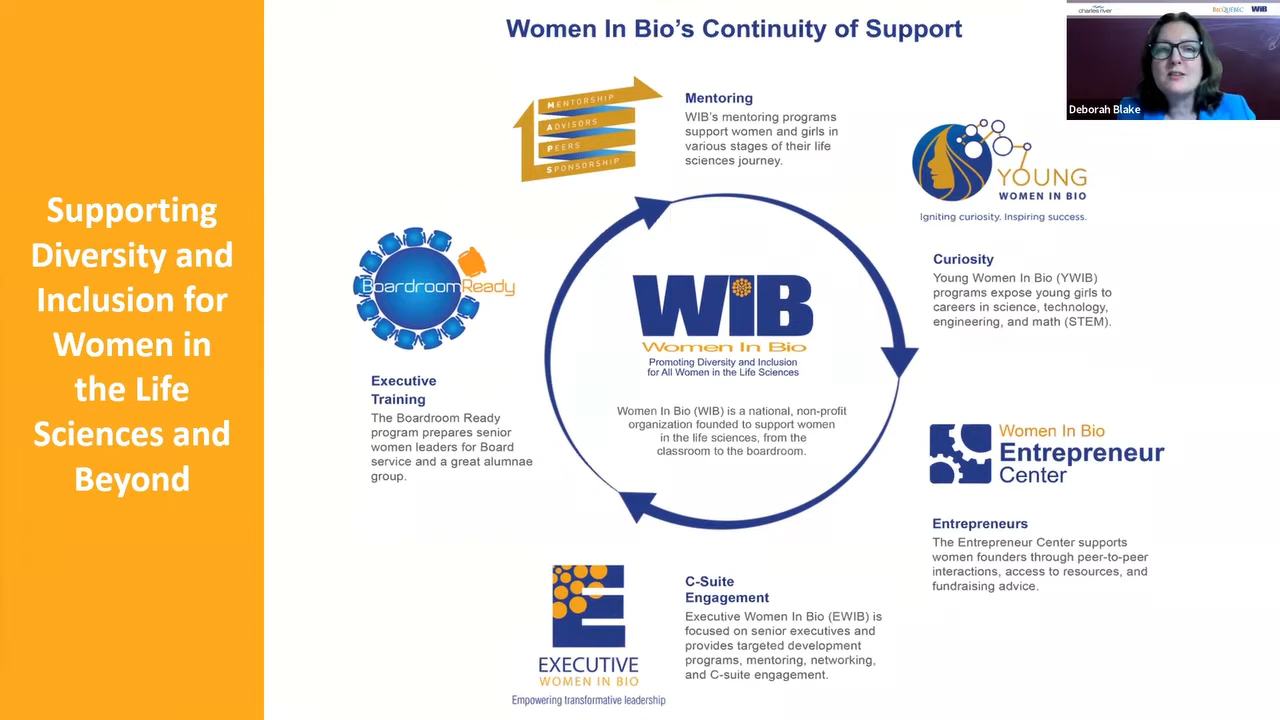 Supporting
Diversity and
Inclusion for
Women in
the Life
Sciences and
Beyond
Women In Bio's Continuity of Support
MENTORSHIP
ADVISORS
PEERS
SPONSORSHIP
Mentoring
WIB's mentoring programs
support women and girls in
various stages of their life
sciences journey.
charles river
BIOQUÉBEC
WIB
Deborah Blake
YOUNG
WOMEN IN BIO
Igniting curiosity. Inspiring success.
Curiosity
Young Women In Bio (YWIB)
programs expose young girls to
careers in science, technology,
engineering, and math (STEM).
BoardroomReady
Executive
Training
The Boardroom Ready
program prepares senior
women leaders for Board
service and a great alumnae
group.
WIB
Women In Bio
Promoting Diversity and Inclusion
for All Women in the Life Sciences
Women In Bio (WIB) is a national, non-profit
organization founded to support women
in the life sciences, from the
classroom to the boardroom.
Women In Bio
Entrepreneur
Center
Entrepreneurs
The Entrepreneur Center supports
women founders through peer-to-peer
interactions, access to resources, and
fundraising advice.
E
EXECUTIVE
WOMEN IN BIO
Empowering transformative leadership
C-Suite
Engagement
Executive Women In Bio (EWIB) is
focused on senior executives and
provides targeted development
programs, mentoring, networking,
and C-suite engagement.